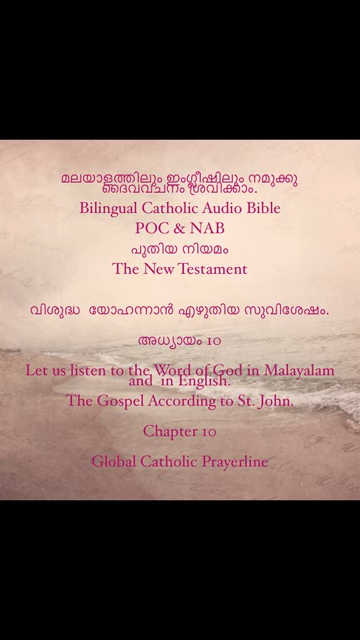 മലയാളത്തിലും ഇംഗ്ലീഷിലും നമുക്കു
ദൈവവചനം ശ്രവിക്കാം.
Bilingual Catholic Audio Bible
POC & NAB
പുതിയ നിയമം
The New Testament
വിശുദ്ധ യോഹന്നാൻ എഴുതിയ സുവിശേഷം.
അധ്യായം 10
Let us listen to the Word of God in Malayalam
and in English.
The Gospel According to St. John.
Chapter 10
Global Catholic Prayerline